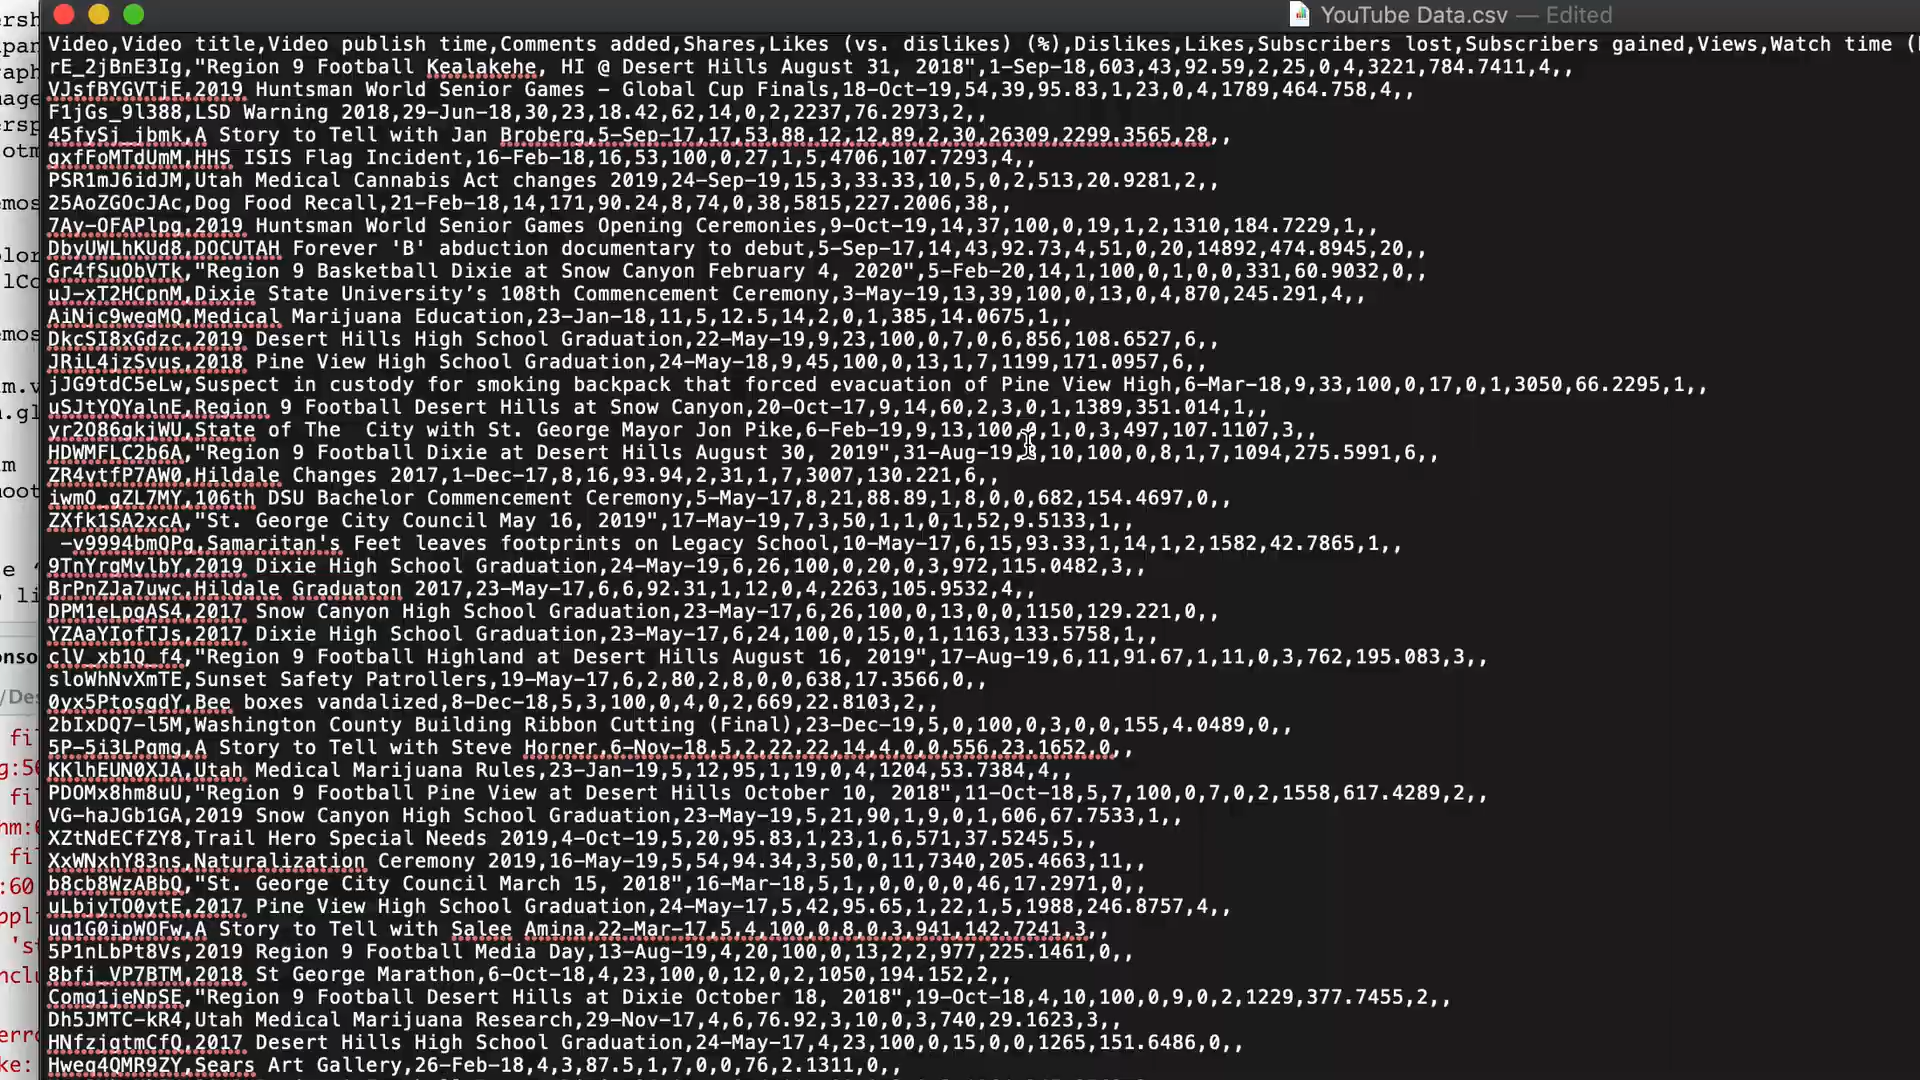 YouTube Data.csv — Edited
Video,Video title,Video publish time,Comments added,Shares,Likes (vs. dislikes) (%),Dislikes,Likes,Subscribers lost,Subscribers gained,Views,Watch time (
rE_2jBnE3Ig,"Region 9 Football Kealakehe, HI @ Desert Hills August 31, 2018",1-Sep-18,603,43,92.59,2,25,0,4,3221,784.7411,4,,
VJsfBYGVTjE,2019 Huntsman World Senior Games – Global Cup Finals,18-Oct-19,54,39,95.83,1,23,0,4,1789,464.758,4,,
F1jGs_9l388,LSD Warning 2018,29-Jun-18,30,23,18.42,62,14,0,2,2237,76.2973,2,,
45fySj_ibmk,A Story to Tell with Jan Broberg,5-Sep-17,17,53,88.12,12,89,2,30,26309,2299.3565,28,,
gxfFoMTdUmM,HHS ISIS Flag Incident,16-Feb-18,16,53,100,0,27,1,5,4706,107.7293,4,,
PSR1mJ6idJM,Utah Medical Cannabis Act changes 2019,24-Sep-19,15,3,33.33,10,5,0,2,513,20.9281,2,,
25AoZGOcJAc,Dog Food Recall,21-Feb-18,14,171,90.24,8,74,0,38,5815,227.2006,38,,
7Ay-OFAPlpg,2019 Huntsman World Senior Games Opening Ceremonies,9-Oct-19,14,37,100,0,19,1,2,1310,184.7229,1,,
DbyUWLhKUd8,DOCUTAH Forever 'B' abduction documentary to debut,5-Sep-17,14,43,92.73,4,51,0,20,14892,474.8945,20,,
Gr4fSuObVTk,"Region 9 Basketball Dixie at Snow Canyon February 4, 2020",5-Feb-20,14,1,100,0,1,0,0,331,60.9032,0,,
uJ-xT2HCpnM,Dixie State University’s 108th Commencement Ceremony,3-May-19,13,39,100,0,13,0,4,870,245.291,4,,
AiNjc9wegMQ,Medical Marijuana Education,23-Jan-18,11,5,12.5,14,2,0,1,385,14.0675,1,,
DkcSI8xGdzc,2019 Desert Hills High School Graduation,22-May-19,9,23,100,0,7,0,6,856,108.6527,6,,
JRiL4jzSvus,2018 Pine View High School Graduation,24-May-18,9,45,100,0,13,1,7,1199,171.0957,6,,
jJG9tdC5eLw,Suspect in custody for smoking backpack that forced evacuation of Pine View High,6-Mar-18,9,33,100,0,17,0,1,3050,66.2295,1,,
uSJtYQYalnE,Region 9 Football Desert Hills at Snow Canyon,20-Oct-17,9,14,60,2,3,0,1,1389,351.014,1,,
yr2O86gkjWU,State of The  City with St. George Mayor Jon Pike,6-Feb-19,9,13,100,0,1,0,3,497,107.1107,3,,
HDWMFLC2b6A,"Region 9 Football Dixie at Desert Hills August 30, 2019",31-Aug-19,8,10,100,0,8,1,7,1094,275.5991,6,,
ZR4ytfP7AWQ,Hildale Changes 2017,1-Dec-17,8,16,93.94,2,31,1,7,3007,130.221,6,,
iwmO_gZL7MY,106th DSU Bachelor Commencement Ceremony,5-May-17,8,21,88.89,1,8,0,0,682,154.4697,0,,
ZXfk1SA2xcA,"St. George City Council May 16, 2019",17-May-19,7,3,50,1,1,0,1,52,9.5133,1,,
-v9994bmQPg,Samaritan's Feet leaves footprints on Legacy School,10-May-17,6,15,93.33,1,14,1,2,1582,42.7865,1,,
9TnYrgMylbY,2019 Dixie High School Graduation,24-May-19,6,26,100,0,20,0,3,972,115.0482,3,,
BrPnZJa7uwc,Hildale Graduaton 2017,23-May-17,6,6,92.31,1,12,0,4,2263,105.9532,4,,
DPM1eLpgAS4,2017 Snow Canyon High School Graduation,23-May-17,6,26,100,0,13,0,0,1150,129.221,0,,
YZAaYIofTJs,2017 Dixie High School Graduation,23-May-17,6,24,100,0,15,0,1,1163,133.5758,1,,
clV_xb1Q_f4,"Region 9 Football Highland at Desert Hills August 16, 2019",17-Aug-19,6,11,91.67,1,11,0,3,762,195.083,3,,
sloWhNvXmTE,Sunset Safety Patrollers,19-May-17,6,2,80,2,8,0,0,638,17.3566,0,,
0vx5PtosgdY,Bee boxes vandalized,8-Dec-18,5,3,100,0,4,0,2,669,22.8103,2,,
2bIxDQ7-l5M,Washington County Building Ribbon Cutting (Final),23-Dec-19,5,0,100,0,3,0,0,155,4.0489,0,,
5P-5i3LPgmg,A Story to Tell with Steve Horner,6-Nov-18,5,2,22.22,14,4,0,0,556,23.1652,0,,
KKlhEUN0XJA,Utah Medical Marijuana Rules,23-Jan-19,5,12,95,1,19,0,4,1204,53.7384,4,,
PDOMx8hm8uU,"Region 9 Football Pine View at Desert Hills October 10, 2018",11-Oct-18,5,7,100,0,7,0,2,1558,617.4289,2,,
VG-haJGb1GA,2019 Snow Canyon High School Graduation,23-May-19,5,21,90,1,9,0,1,606,67.7533,1,,
XZtNdECfZY8,Trail Hero Special Needs 2019,4-Oct-19,5,20,95.83,1,23,1,6,571,37.5245,5,,
XxWNxhY83ns,Naturalization Ceremony 2019,16-May-19,5,54,94.34,3,50,0,11,7340,205.4663,11,,
b8cb8WzABbQ,"St. George City Council March 15, 2018",16-Mar-18,5,1,,0,0,0,0,46,17.2971,0,,
uLbjyTO0ytE,2017 Pine View High School Graduation,24-May-17,5,42,95.65,1,22,1,5,1988,246.8757,4,,
ug1G0ipWOFw,A Story to Tell with Salee Amina,22-Mar-17,5,4,100,0,8,0,3,941,142.7241,3,,
5P1nLbPt8Vs,2019 Region 9 Football Media Day,13-Aug-19,4,20,100,0,13,2,2,977,225.1461,0,,
8bfj_VP7BTM,2018 St George Marathon,6-Oct-18,4,23,100,0,12,0,2,1050,194.152,2,,
Comg1jeNpSE,"Region 9 Football Desert Hills at Dixie October 18, 2018",19-Oct-18,4,10,100,0,9,0,2,1229,377.7455,2,,
Dh5JMTC-kR4,Utah Medical Marijuana Research,29-Nov-17,4,6,76.92,3,10,0,3,740,29.1623,3,,
HNfzjgtmCfQ,2017 Desert Hills High School Graduation,24-May-17,4,23,100,0,15,0,0,1265,151.6486,0,,
Hweg4QMR9ZY,Sears Art Gallery,26-Feb-18,4,3,87.5,1,7,0,0,76,2.1311,0,,